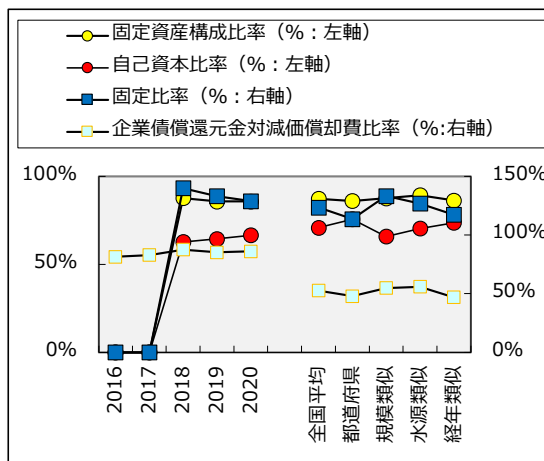 固定資産構成比率（%：左軸）
自己資本比率（%：左軸）
固定比率（%：右軸）
企業債償還元金対減価償却費比率（%:右軸）
100%
50%
0%
150%
100%
50%
0%
2016
2017
2018
2019
2020
全国平均
都道府県
規模類似
水源類似
経年類似